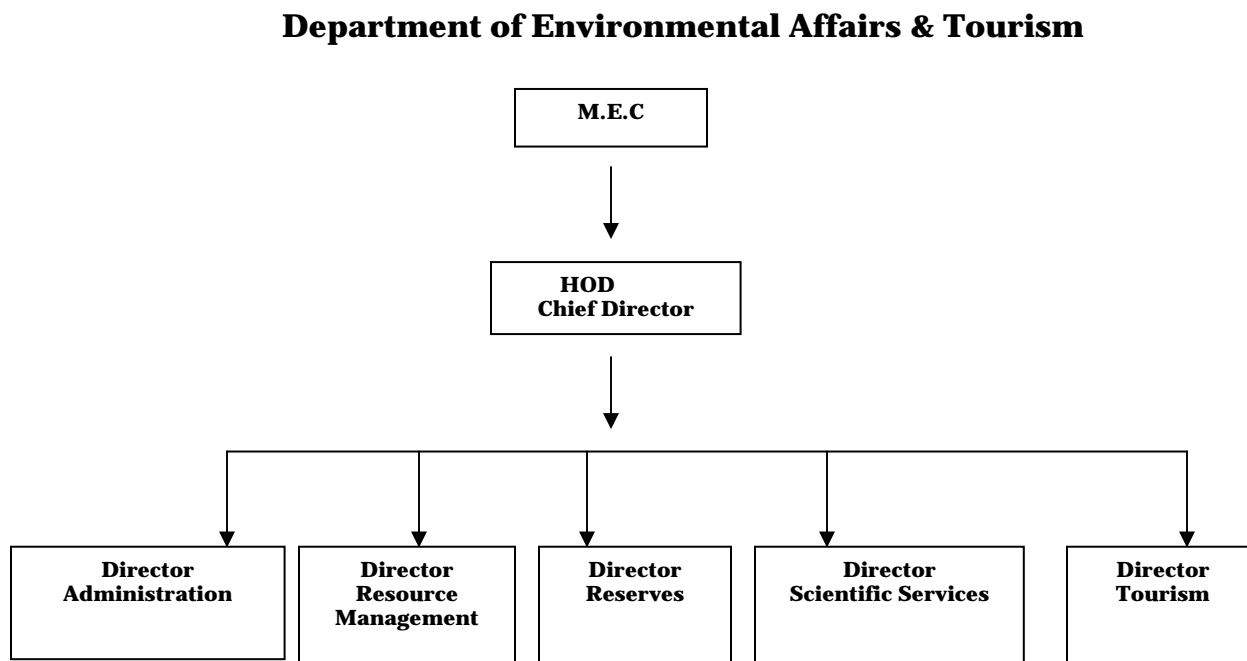 Department of Environmental Affairs & Tourism
M.E.C
HOD
Chief Director
Director
Administration
Director
Resource
Management
Director
Reserves
Director
Scientific Services
Director
Tourism